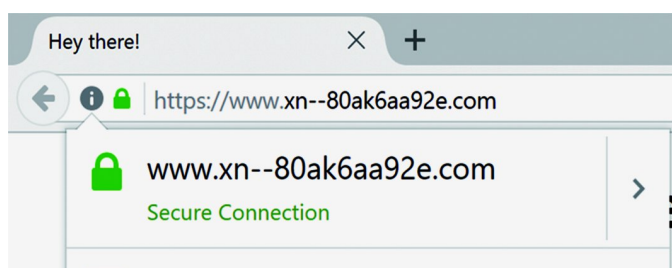 Hey there!
https://www.xn--80ak6aa92e.com
www.xn--80ak6aa92e.com
Secure Connection